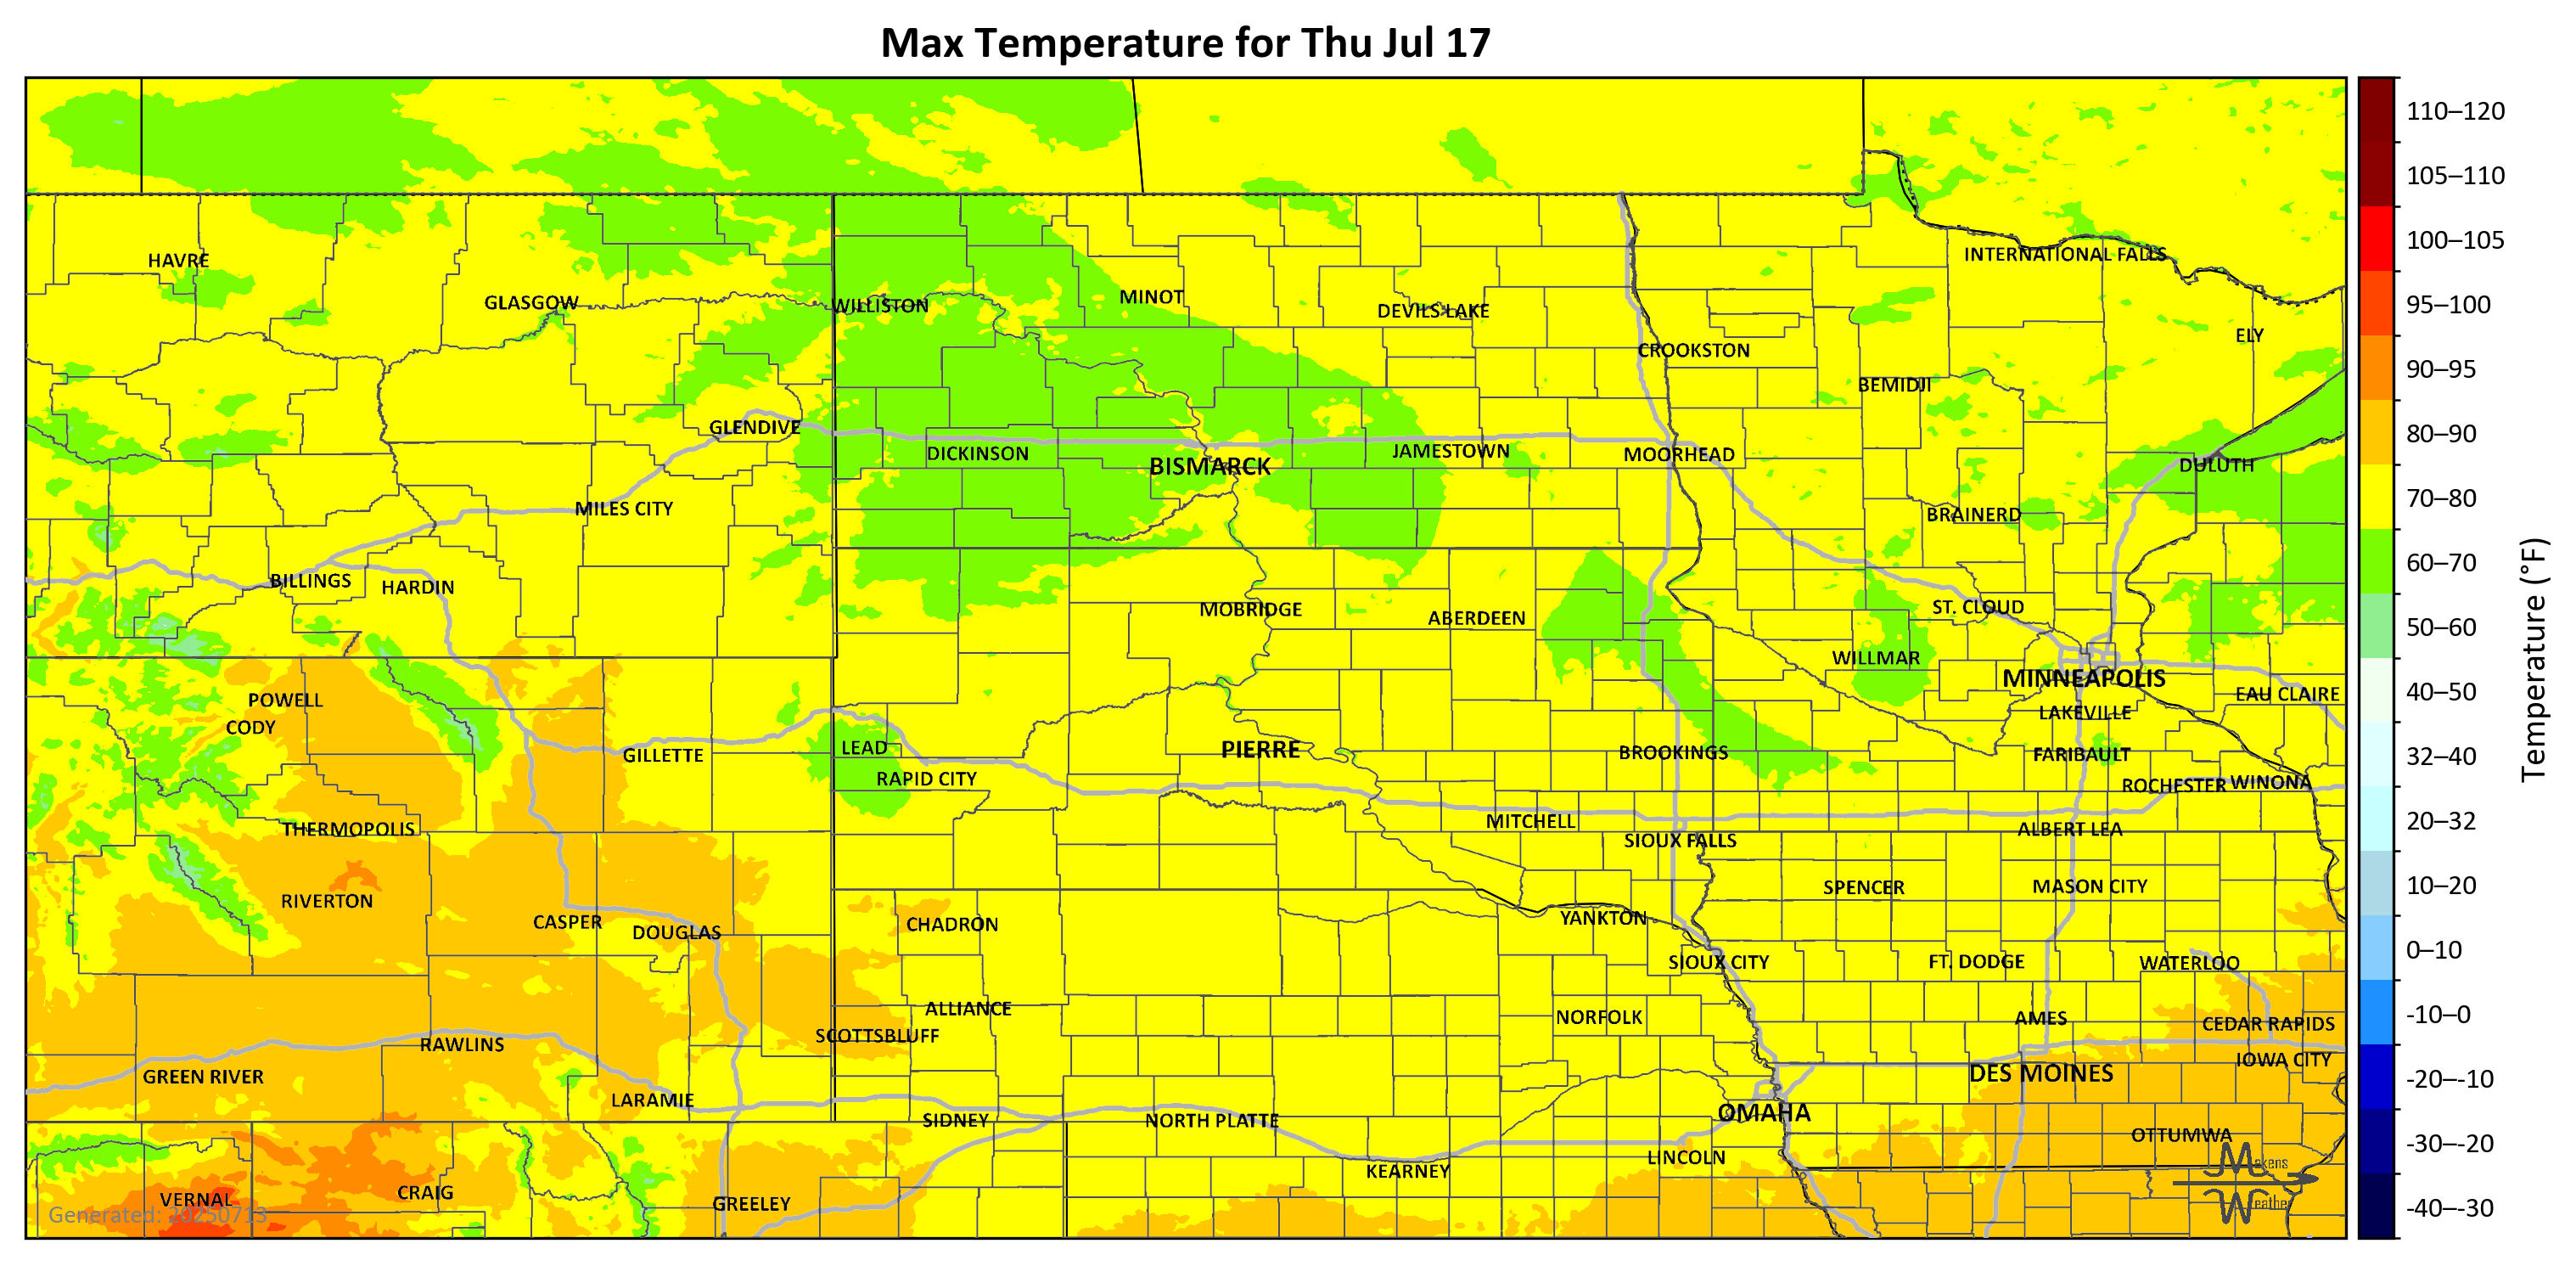 Max Temperature for Thu Jul 17
110–120
105–110
100–105
95–100
90–95
80–90
70–80
60–70
50–60
40–50
32–40
20–32
10–20
0–10
-10–0
-20–-10
-30–-20
-40–-30
Temperature (°F)
HAVRE
INTERNATIONAL FALLS
GLASGOW
WILLISTON
MINOT
DEVILS LAKE
ELY
CROOKSTON
BEMIDJI
GLENDIVE
DICKINSON
BISMARCK
JAMESTOWN
MOORHEAD
DULUTH
MILES CITY
BRAINERD
BILLINGS
HARDIN
MOBRIDGE
ABERDEEN
ST. CLOUD
WILLMAR
MINNEAPOLIS
POWELL
EAU CLAIRE
CODY
LAKEVILLE
GILLETTE
LEAD
PIERRE
BROOKINGS
FARIBAULT
RAPID CITY
ROCHESTER
WINONA
THERMOPOLIS
MITCHELL
ALBERT LEA
SIOUX FALLS
RIVERTON
SPENCER
MASON CITY
CASPER
DOUGLAS
CHADRON
YANKTON
SIOUX CITY
FT. DODGE
WATERLOO
ALLIANCE
NORFOLK
AMES
CEDAR RAPIDS
SCOTTSBLUFF
RAWLINS
IOWA CITY
GREEN RIVER
DES MOINES
LARAMIE
SIDNEY
NORTH PLATTE
OMAHA
OTTUMWA
KEARNEY
LINCOLN
VERNAL
CRAIG
GREELEY
Generated: 20250713
Makens
Weather